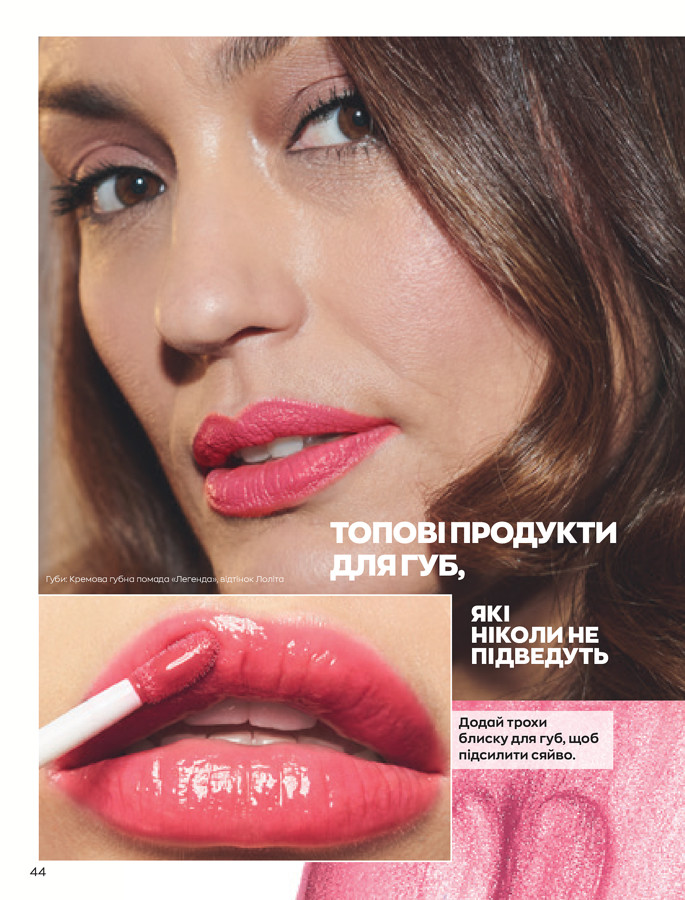 ТОПОВІ ПРОДУКТИ
ДЛЯ ГУБ,
Губи: Кремова губна помада «Легенда», відтінок Лоліта
ЯКІ
НІКОЛИ НЕ
ПІДВЕДУТЬ
Додай трохи
блиску для губ, щоб
підсилити сяйво.
44